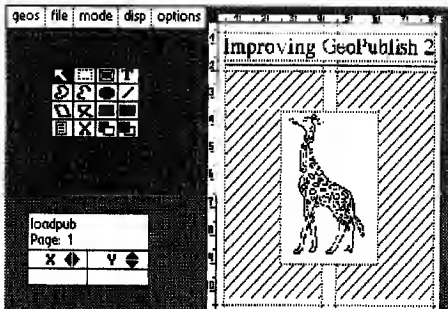 geos file mode disp options
Improving GeoPublish 2
T
loadpub
Page: 1
X Y